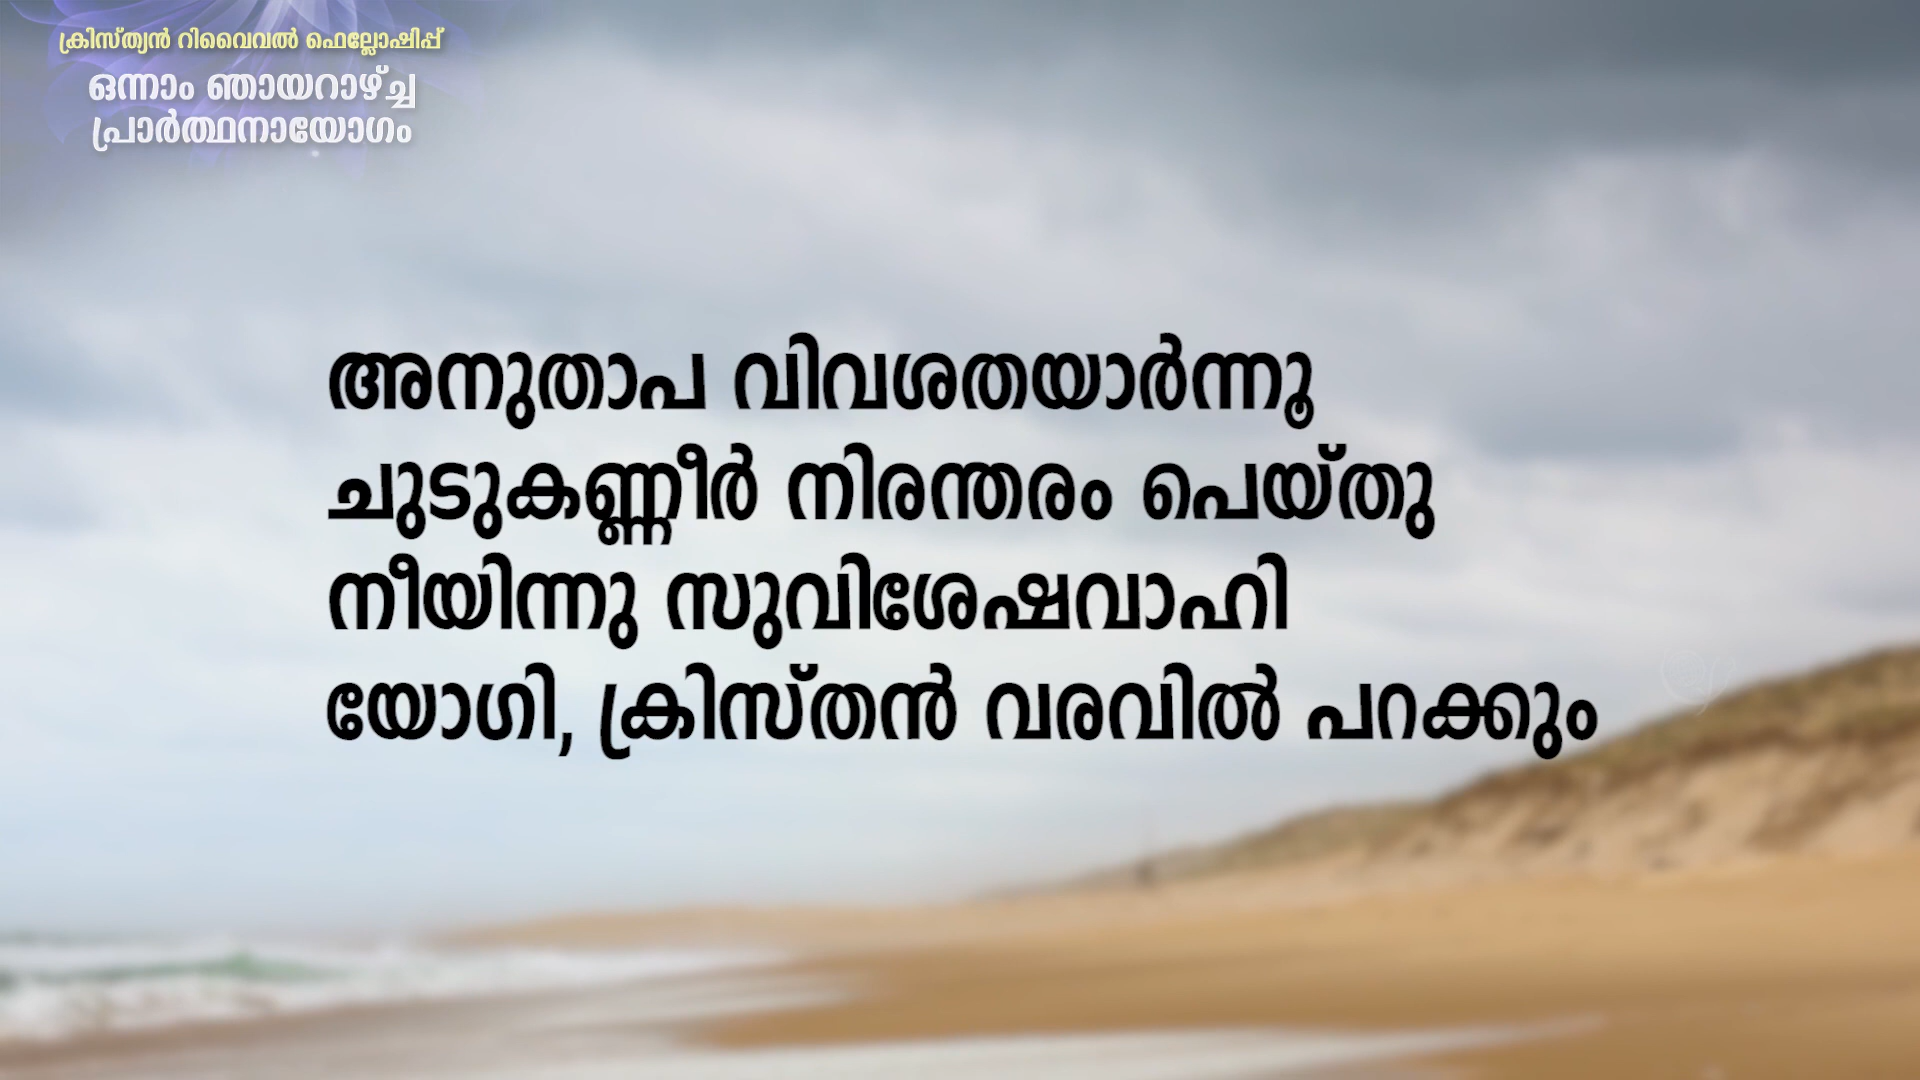 ക്രിസ്ത്യൻ റിവൈവൽ ഫെല്ലോഷിപ്പ്
ഒന്നാം ഞായറാഴ്ച്ച
പ്രാർത്ഥനായോഗം
അനുതാപ വിവശതയാർന്നൂ
ചുടുകണ്ണീർ നിരന്തരം പെയ്തു
നീയിന്നു സുവിശേഷവാഹി
യോഗി, ക്രിസ്തൻ വരവിൽ പറക്കും